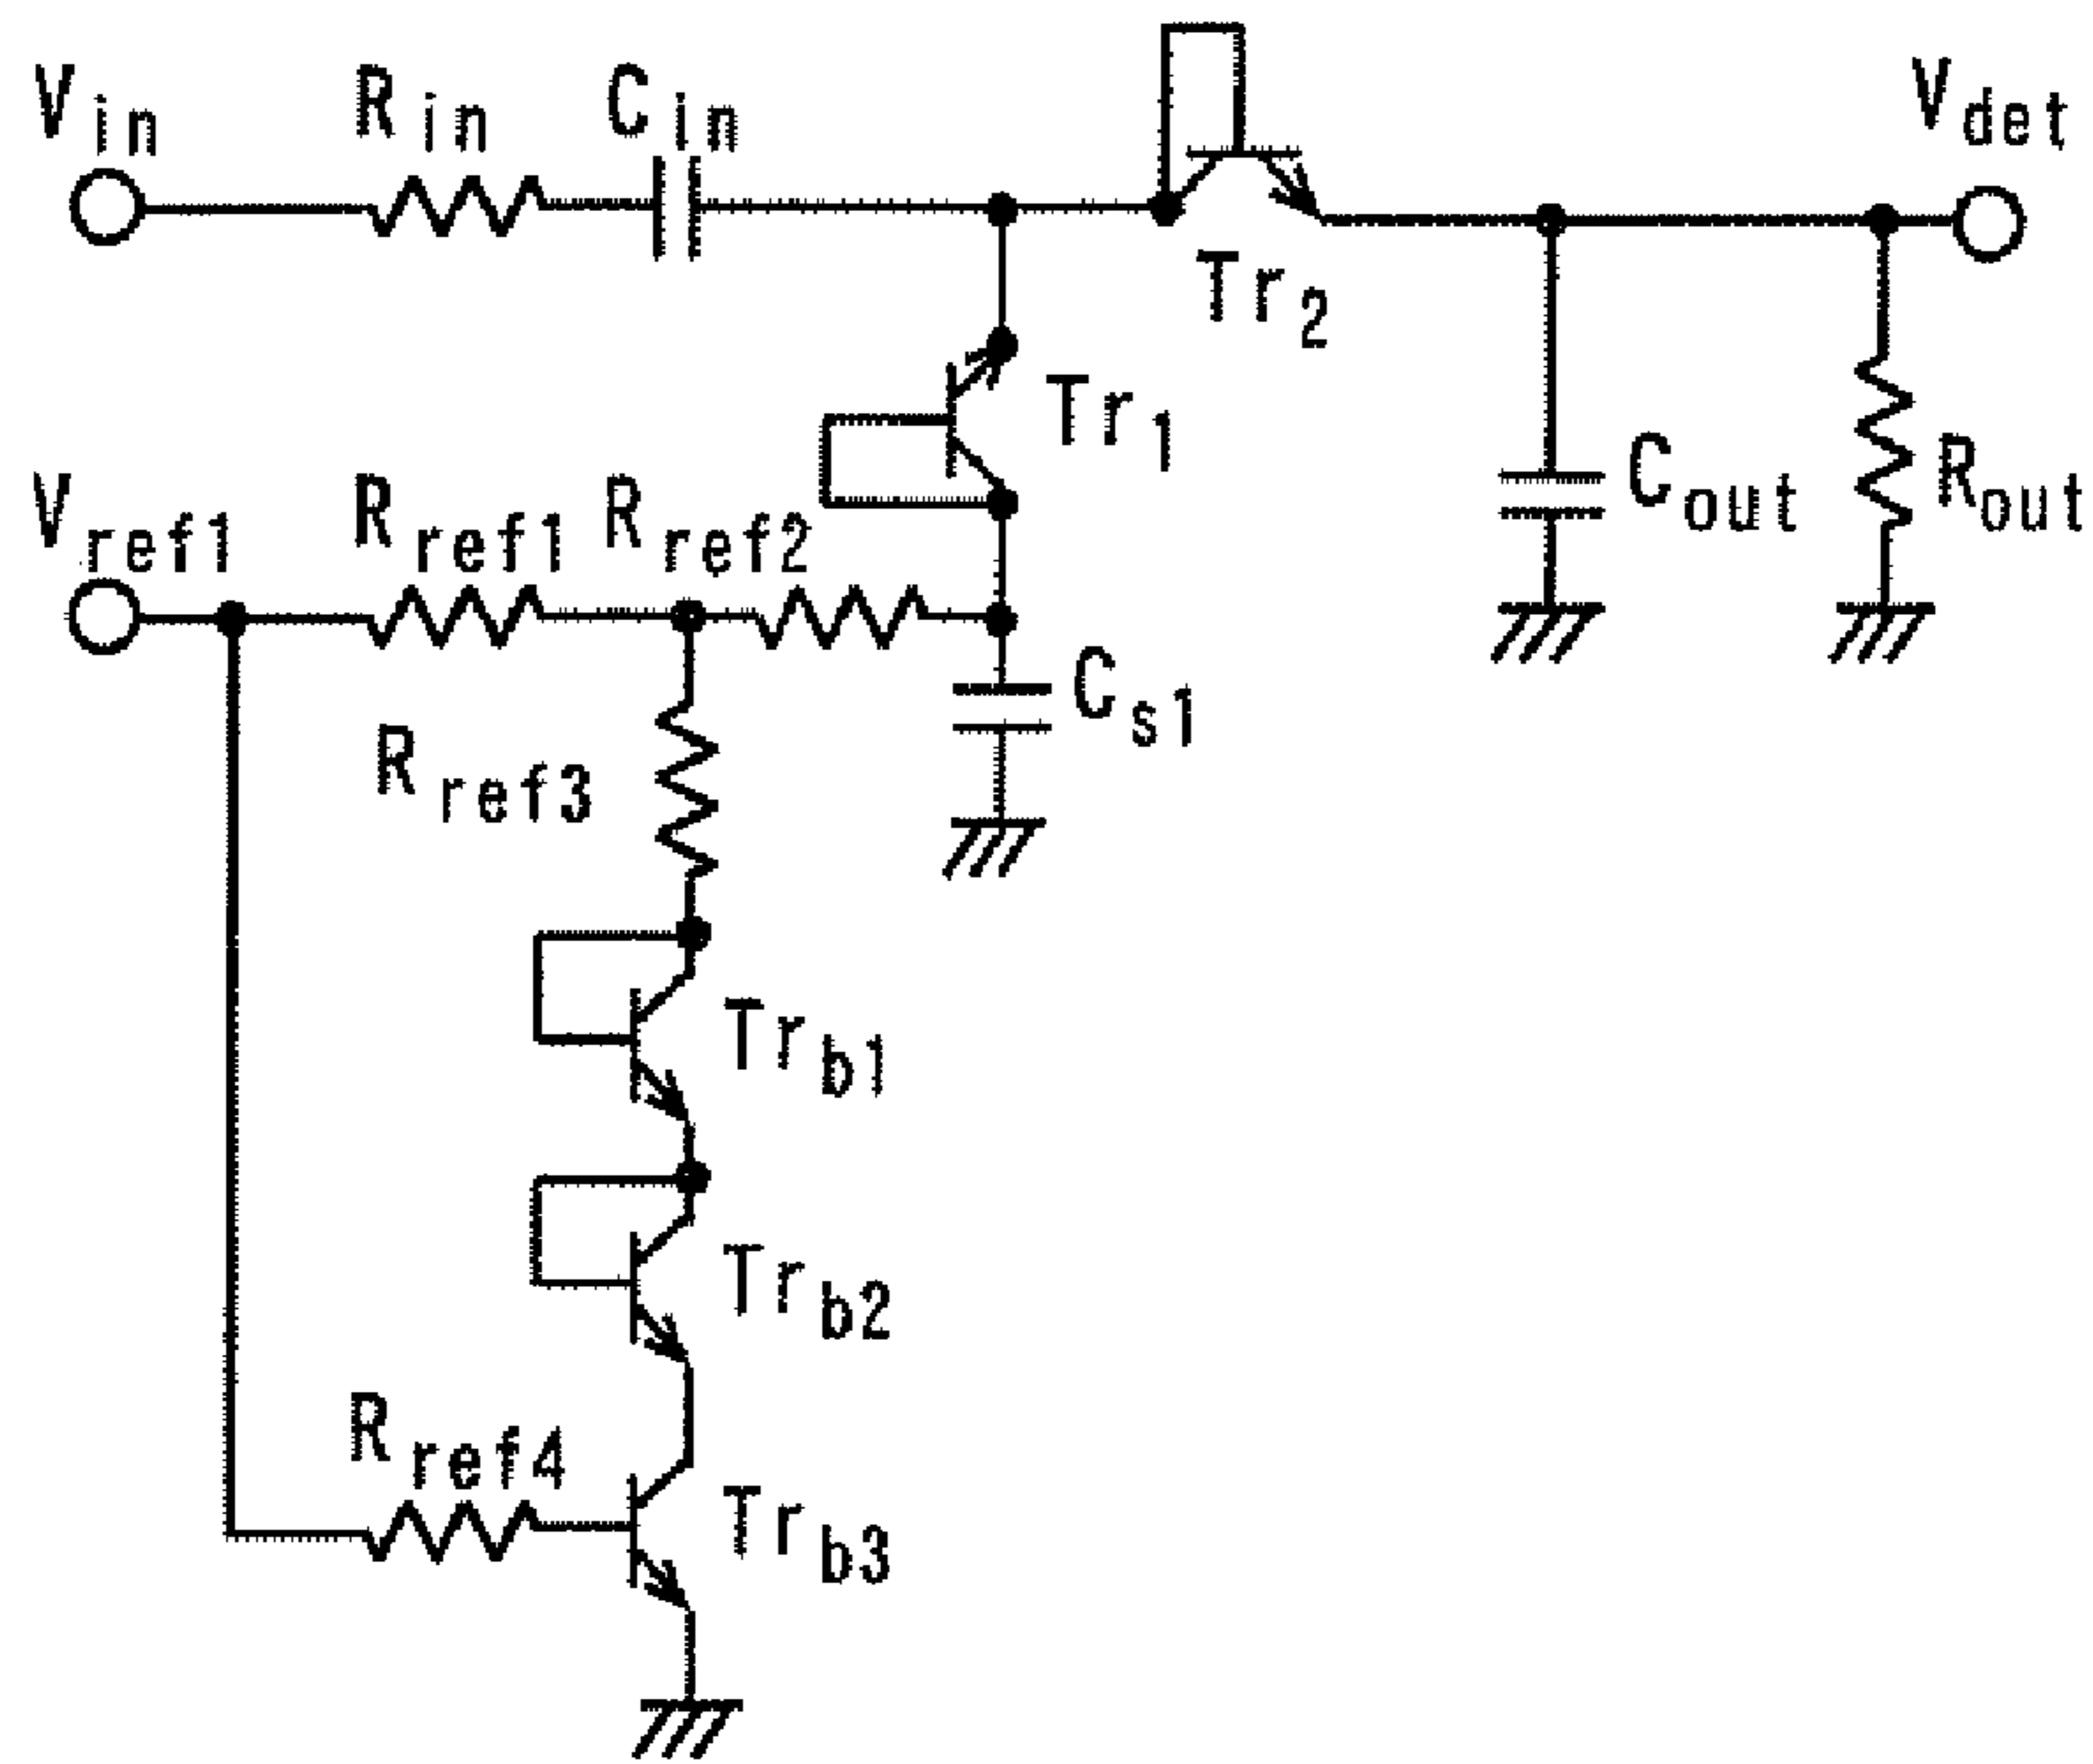 Vin Rin Cin Vdet
Tr2
Tr1
Cout Rout
Vref1 Rref1 Rref2
Cs1
Rref3
Trb1
Trb2
Rref4
Trb3